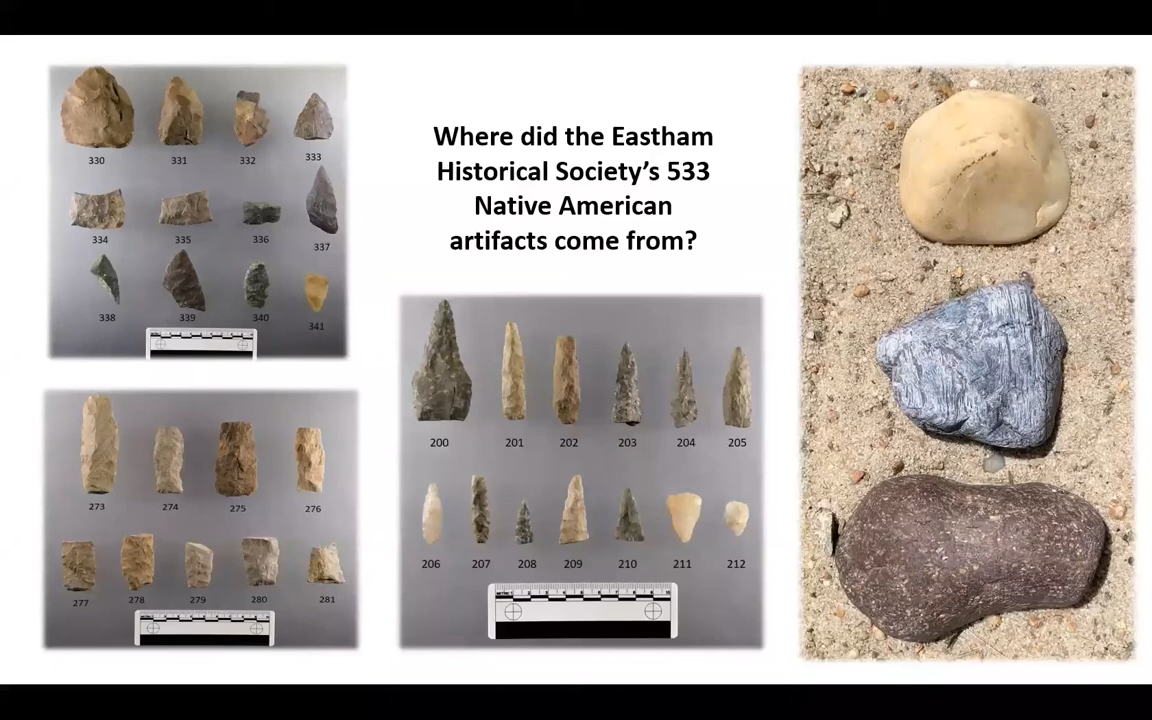 Where did the Eastham
Historical Society's 533
Native American
artifacts come from?
330 331 332 333
334 335 336 337
338 339 340 341
273 274 275 276
277 278 279 280 281
200 201 202 203 204 205
206 207 208 209 210 211 212